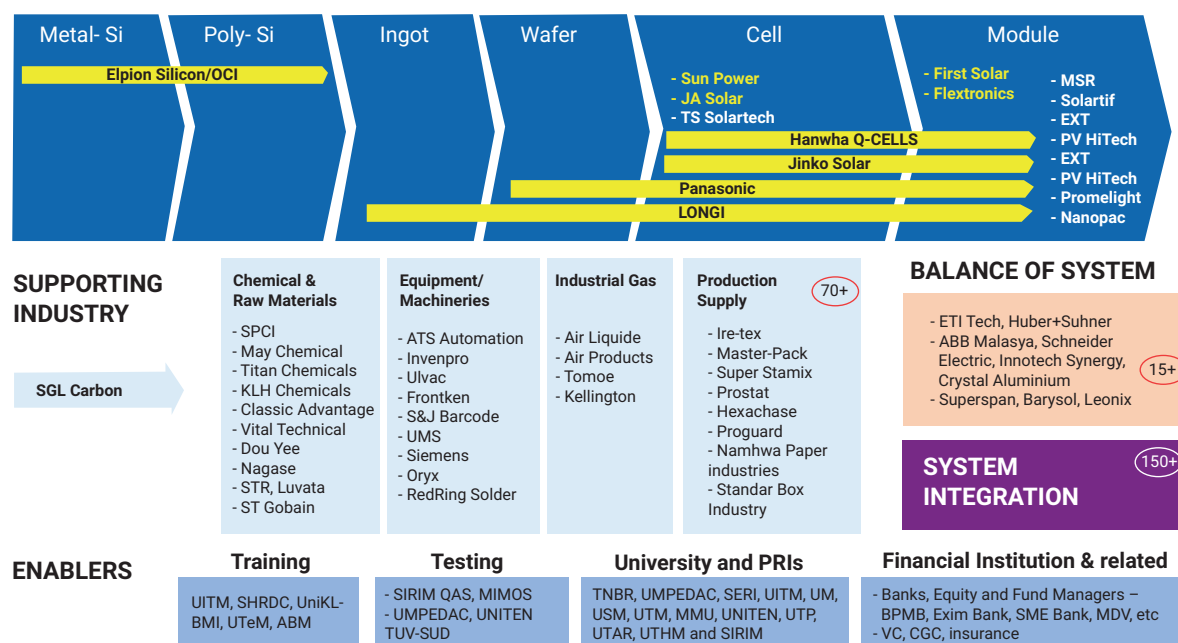 Metal- Si
Poly- Si
Ingot
Wafer
Cell
Module
Elpion Silicon/OCI
- Sun Power
- JA Solar
- TS Solartech
- First Solar
- Flextronics
- MSR
- Solartif
- EXT
- PV HiTech
- EXT
- PV HiTech
- Promelight
- Nanopac
Hanwha Q-CELLS
Jinko Solar
Panasonic
LONGI
SUPPORTING
INDUSTRY
SGL Carbon
Chemical &
Raw Materials
- SPCI
- May Chemical
- Titan Chemicals
- KLH Chemicals
- Classic Advantage
- Vital Technical
- Dou Yee
- Nagase
- STR, Luvata
- ST Gobain
Equipment/
Machineries
- ATS Automation
- Invenpro
- Ulvac
- Frontken
- S&J Barcode
- UMS
- Siemens
- Oryx
- RedRing Solder
Industrial Gas
- Air Liquide
- Air Products
- Tomoe
- Kellington
Production
Supply
70+
- Ire-tex
- Master-Pack
- Super Stamix
- Prostat
- Hexachase
- Proguard
- Namhwa Paper
industries
- Standar Box
Industry
BALANCE OF SYSTEM
- ETI Tech, Huber+Suhner
- ABB Malasya, Schneider
Electric, Innotech Synergy,
Crystal Aluminium
- Superspan, Barysol, Leonix
15+
SYSTEM
INTEGRATION
150+
ENABLERS
Training
UITM, SHRDC, UniKL-
BMI, UTeM, ABM
Testing
- SIRIM QAS, MIMOS
- UMPEDAC, UNITEN
TUV-SUD
University and PRIs
TNBR, UMPEDAC, SERI, UITM, UM,
USM, UTM, MMU, UNITEN, UTP,
UTAR, UTHM and SIRIM
Financial Institution & related
- Banks, Equity and Fund Managers –
BPMB, Exim Bank, SME Bank, MDV, etc
- VC, CGC, insurance